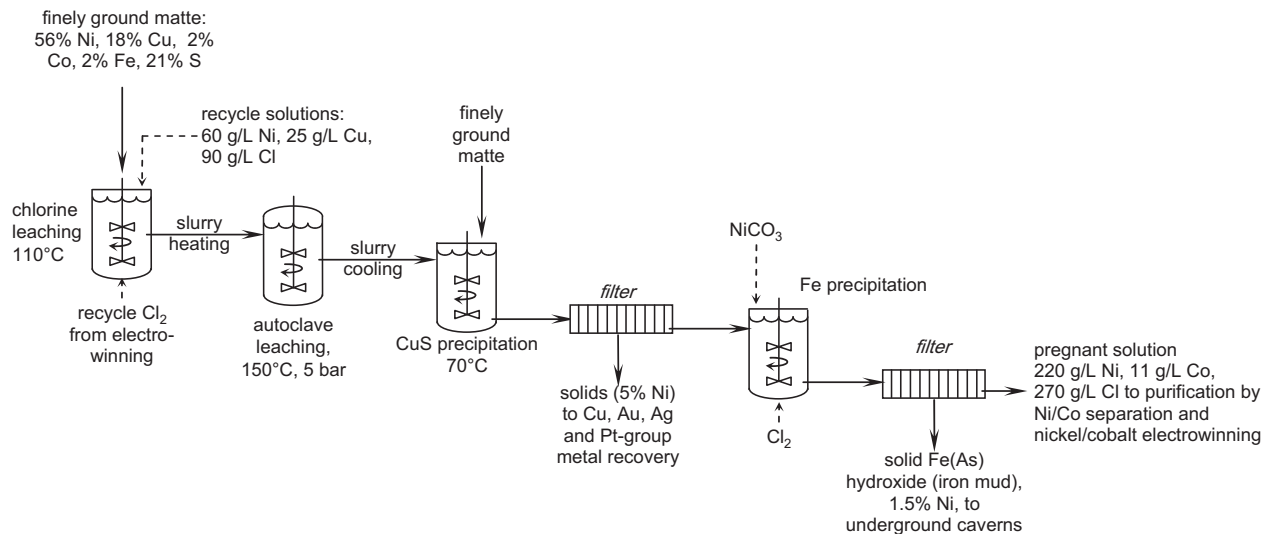 finely ground matte:
56% Ni, 18% Cu, 2%
Co, 2% Fe, 21% S
recycle solutions:
60 g/L Ni, 25 g/L Cu,
90 g/L Cl
finely
ground
matte
chlorine
leaching
110°C
slurry
heating
slurry
cooling
recycle Cl2
from electro-
winning
autoclave
leaching,
150°C, 5 bar
CuS precipitation
70°C
filter
solids (5% Ni)
to Cu, Au, Ag
and Pt-group
metal recovery
NiCO3
Fe precipitation
Cl2
filter
pregnant solution
220 g/L Ni, 11 g/L Co,
270 g/L Cl to purification by
Ni/Co separation and
nickel/cobalt electrowinning
solid Fe(As)
hydroxide (iron mud),
1.5% Ni, to
underground caverns